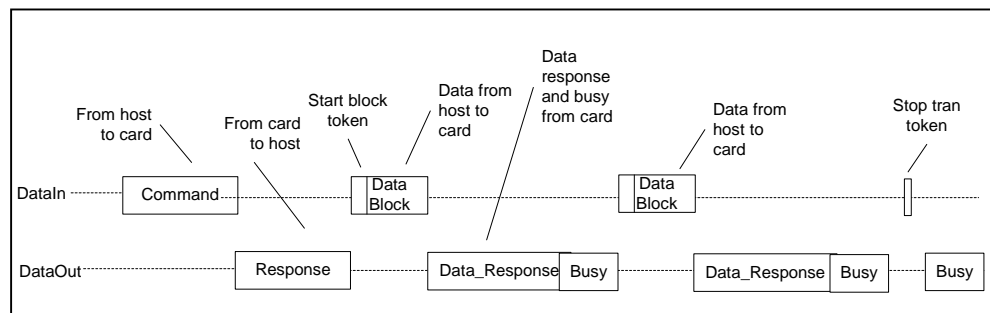 From host
to card
From card
to host
Start block
token
Data from
host to
card
Data
response
and busy
from card
Data from
host to
card
Stop tran
token
DataIn
Command
Data
Block
Data
Block
DataOut
Response
Data_Response
Busy
Data_Response
Busy
Busy